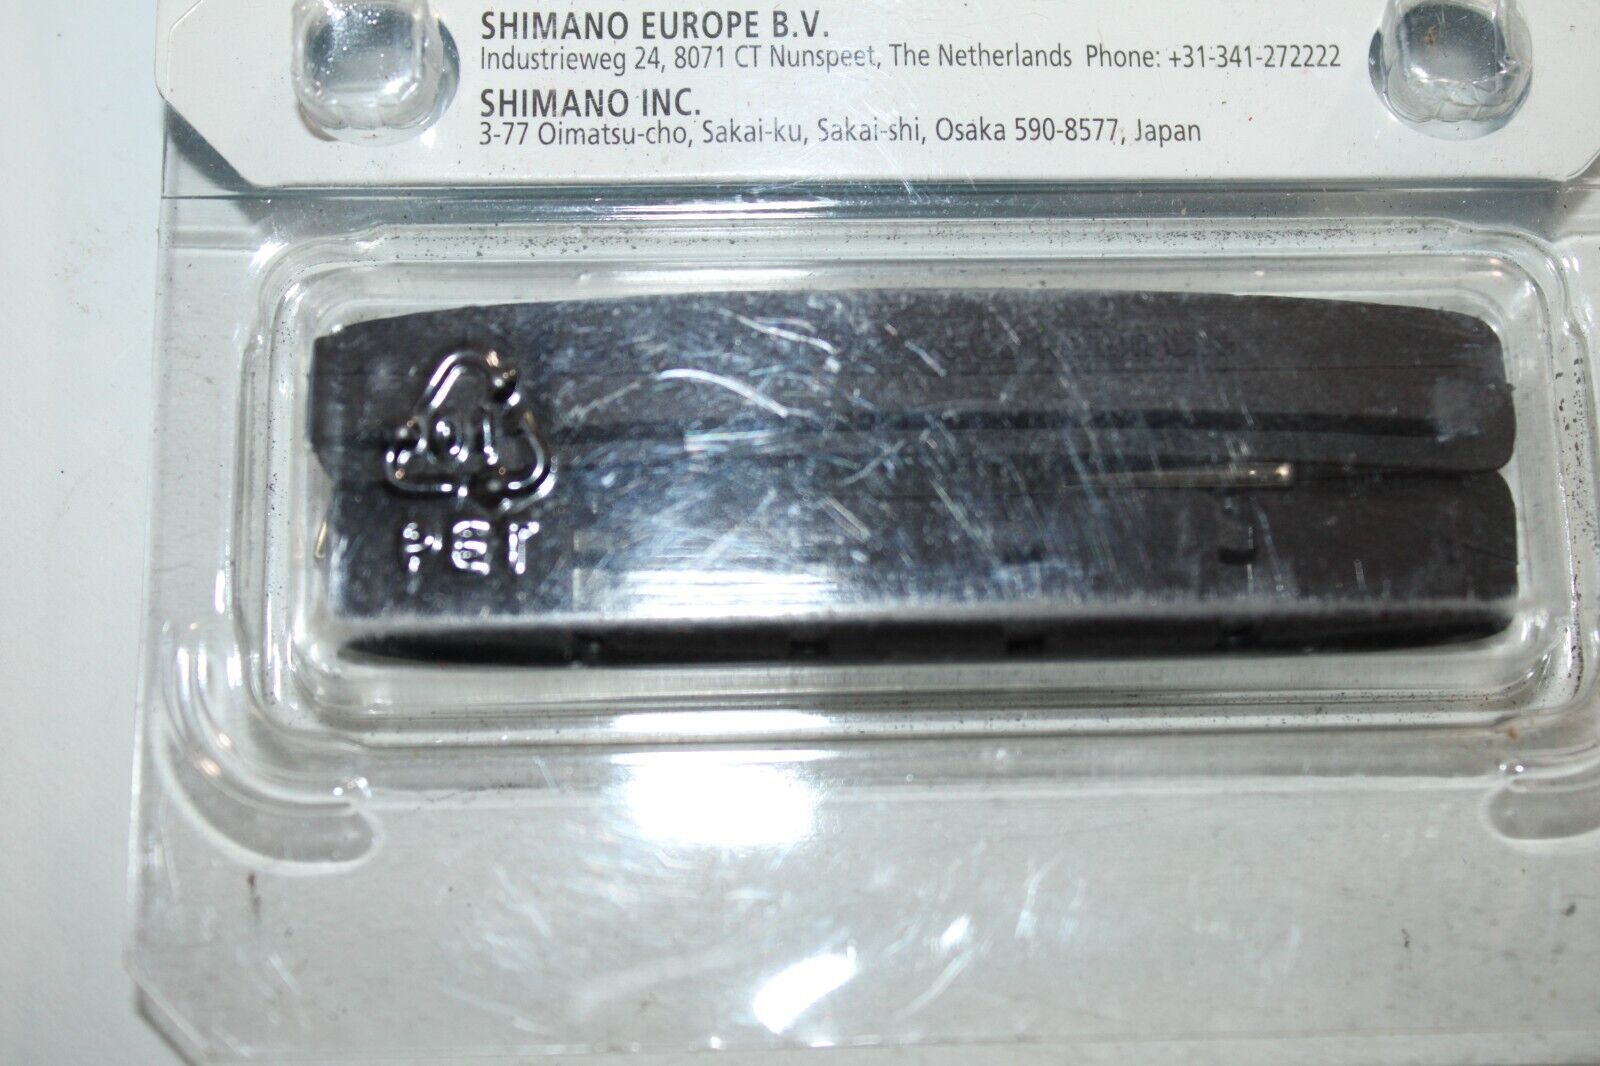 SHIMANO EUROPE B.V.
Industrieweg 24, 8071 CT Nunspeet, The Netherlands Phone: +31-341-272222
SHIMANO INC.
3-77 Oimatsu-cho, Sakai-ku, Sakai-shi, Osaka 590-8577, Japan
01
PET